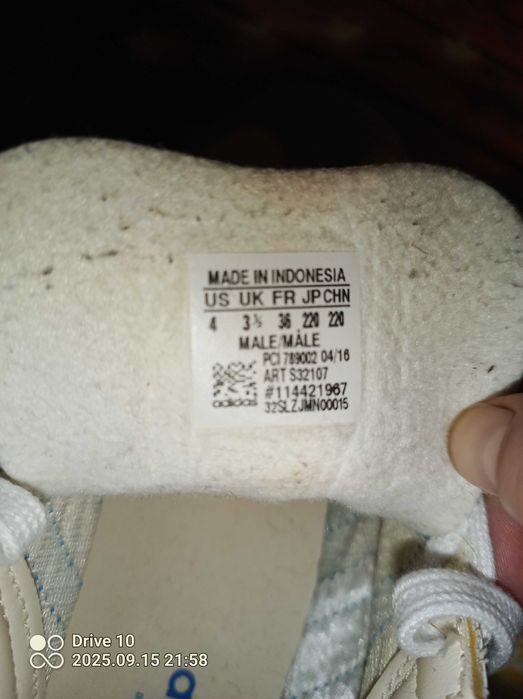 MADE IN INDONESIA
US UK FR JP CHN
4 3½ 36 220 220
MALE/MÂLE
PCI 789002 04/16
ART S32107
#114421967
adidas 32SLZJMN00015
Drive 10
2025.09.15 21:58